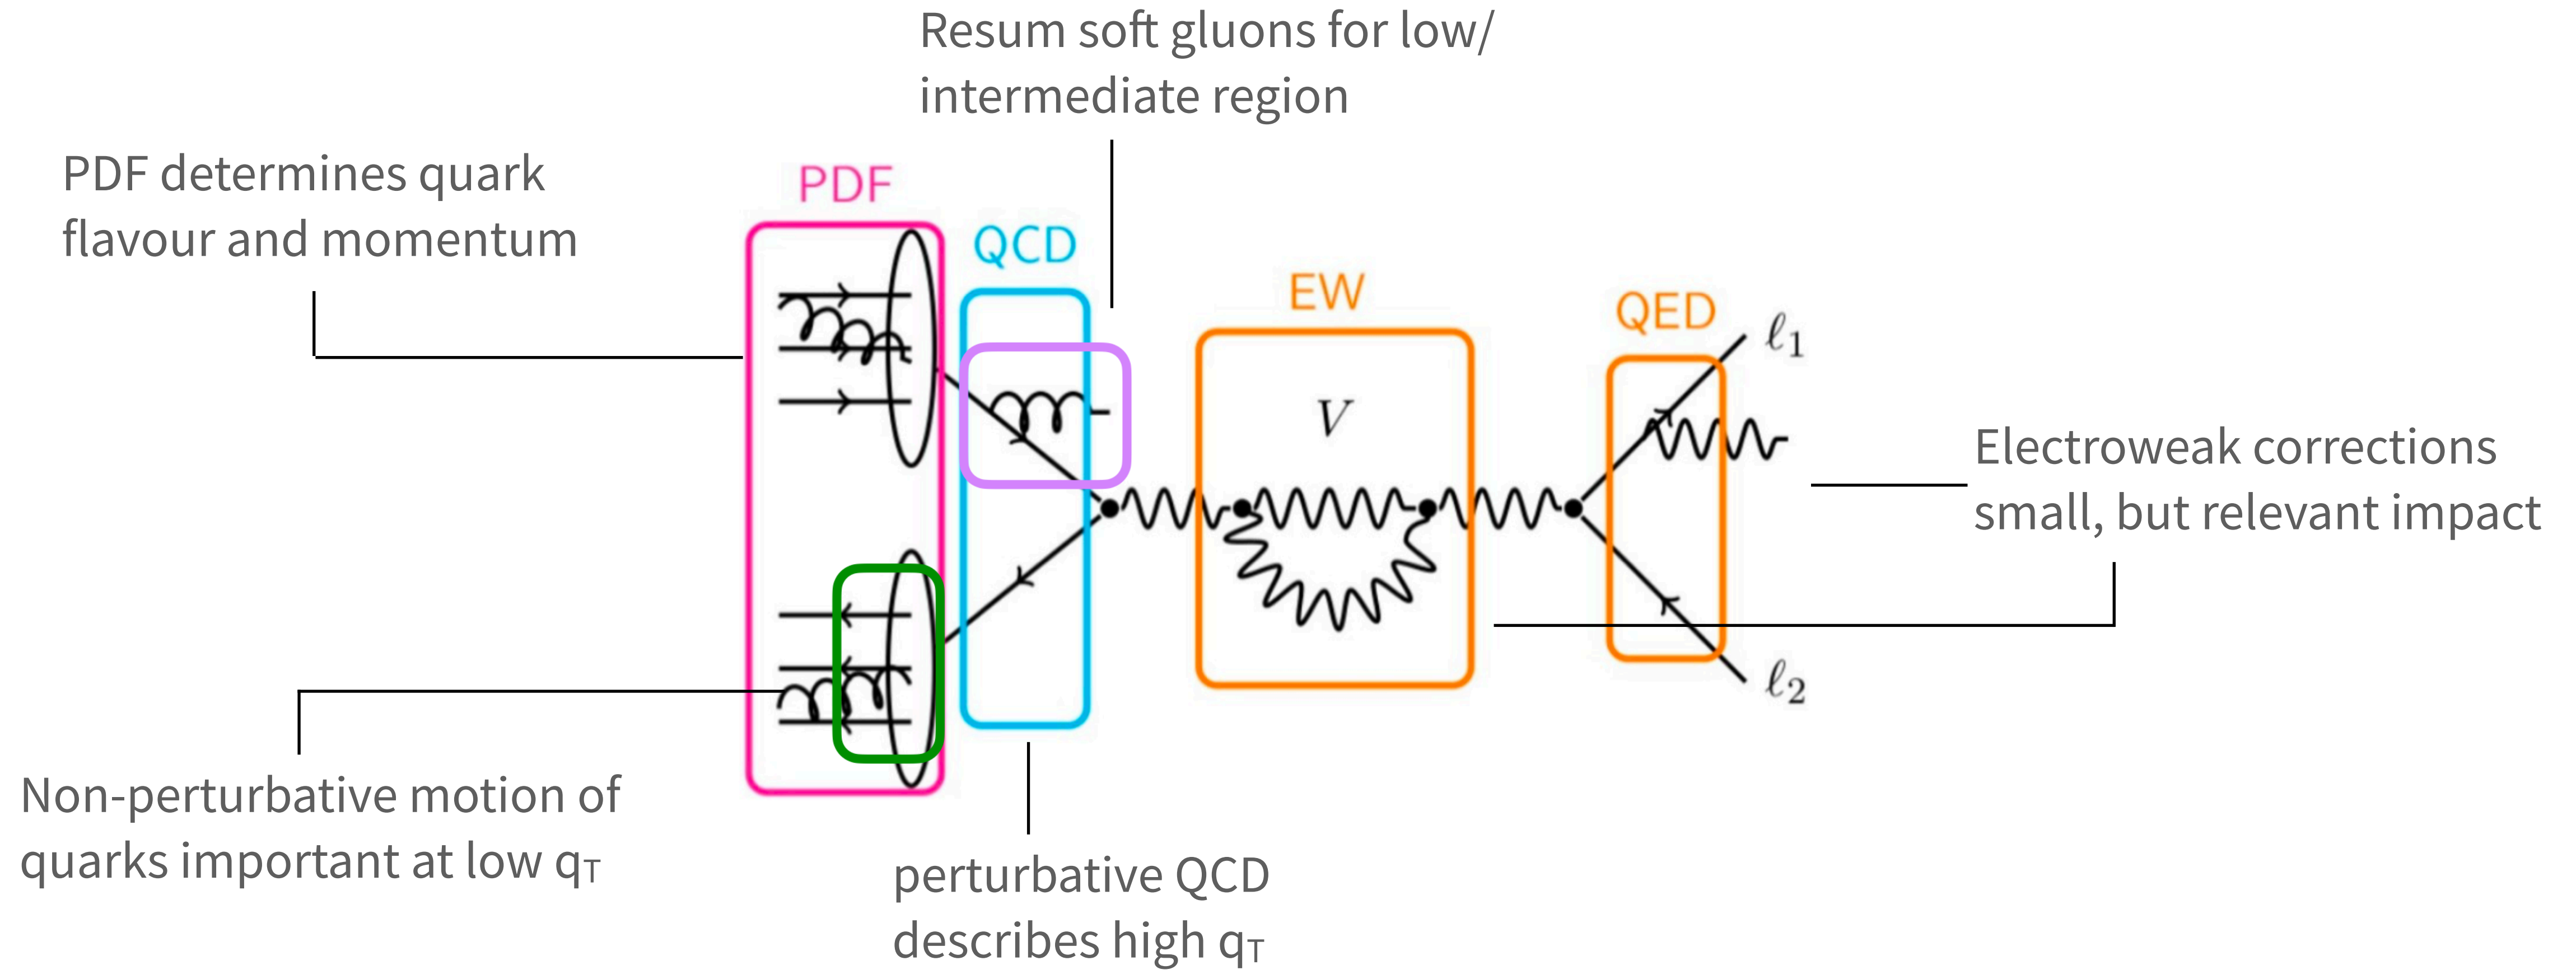 Resum soft gluons for low/
intermediate region
PDF determines quark
flavour and momentum
PDF
QCD
EW
QED
ℓ1
V
Electroweak corrections
small, but relevant impact
ℓ2
Non-perturbative motion of
quarks important at low qT
perturbative QCD
describes high qT